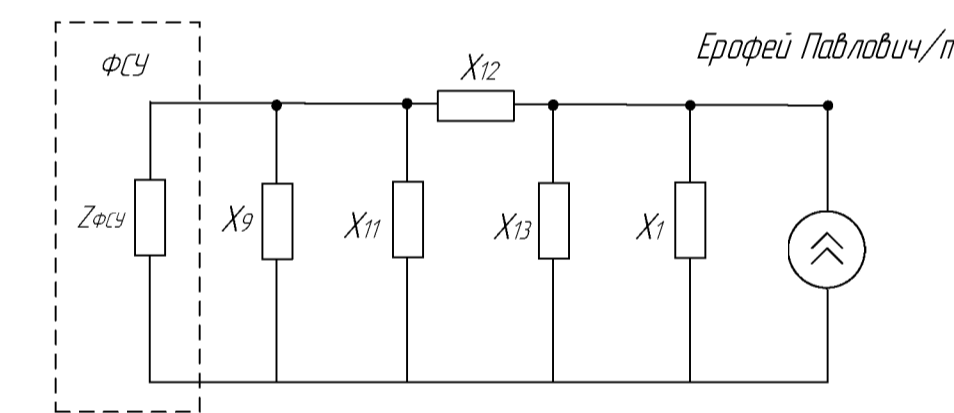 ФСУ
Ерофей Павлович/п
X12
ZФСУ
X9
X11
X13
X1